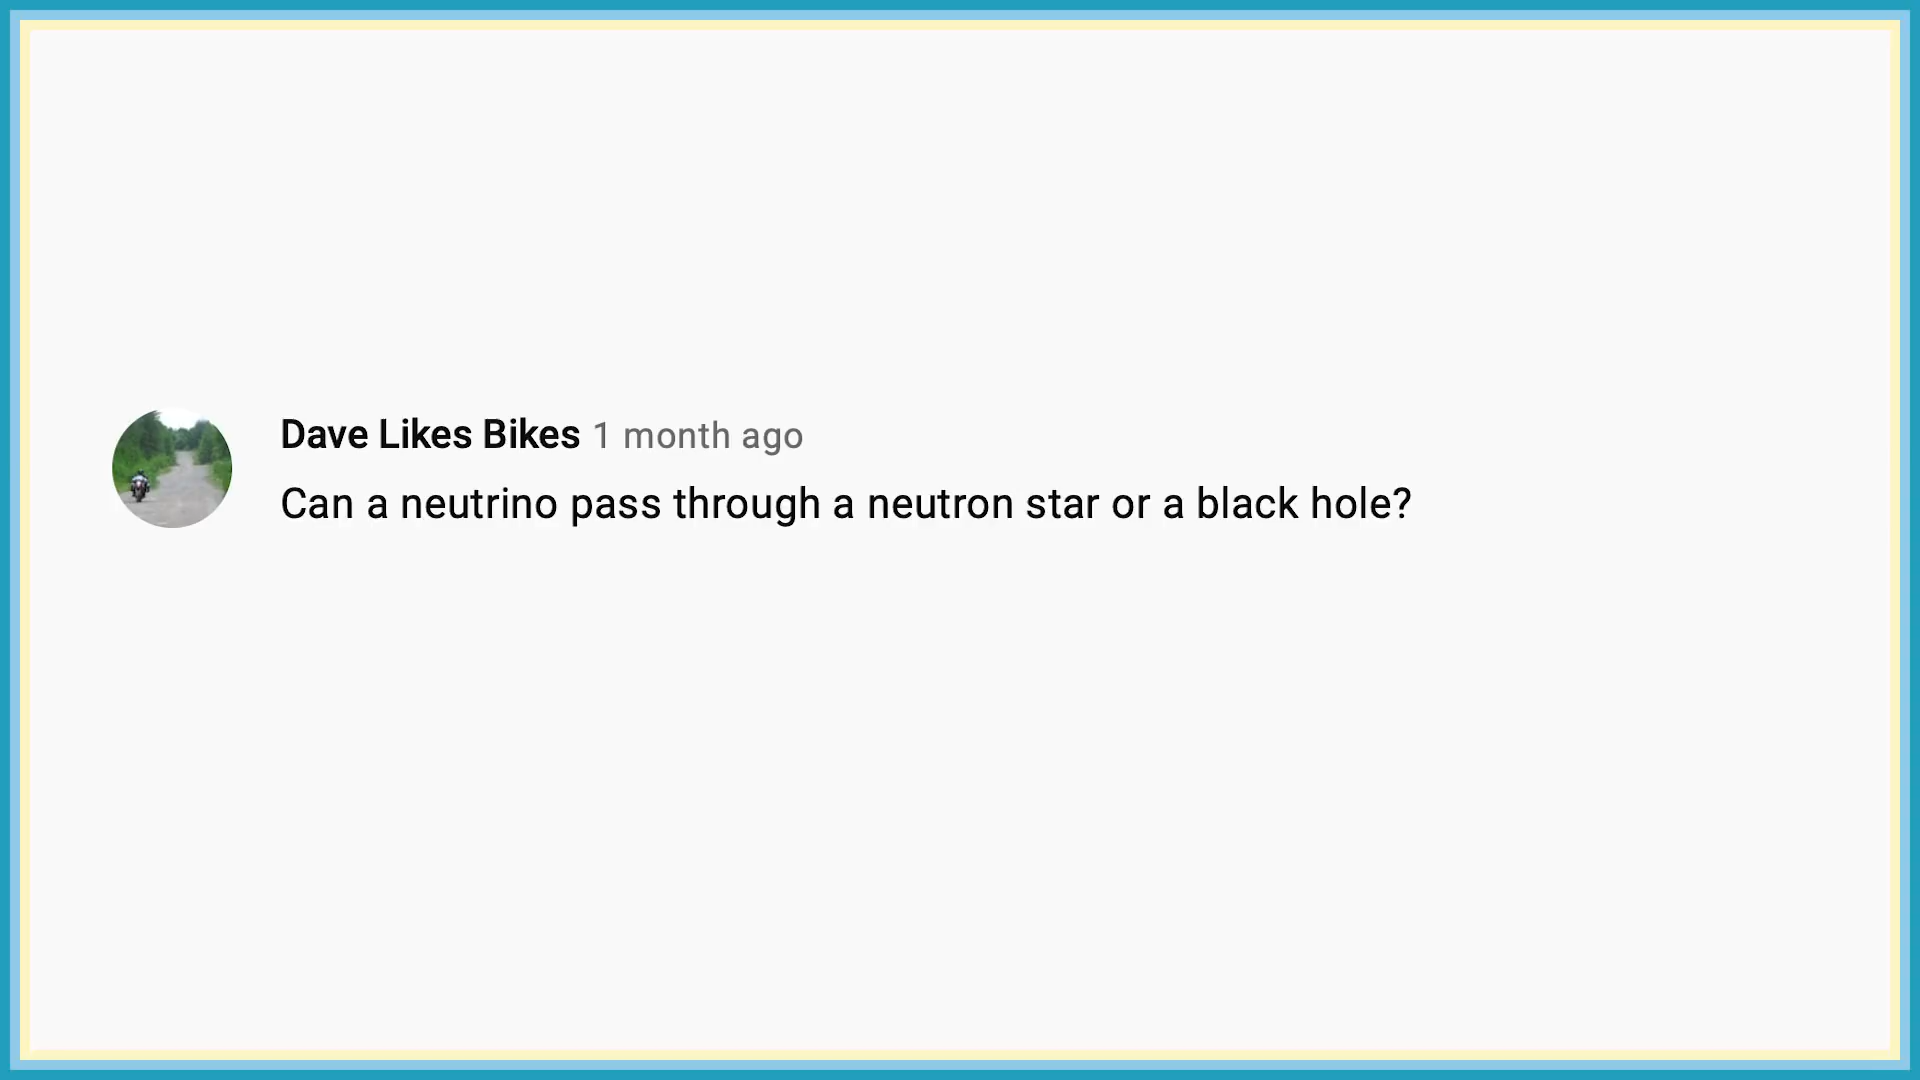 Dave Likes Bikes 1 month ago
Can a neutrino pass through a neutron star or a black hole?